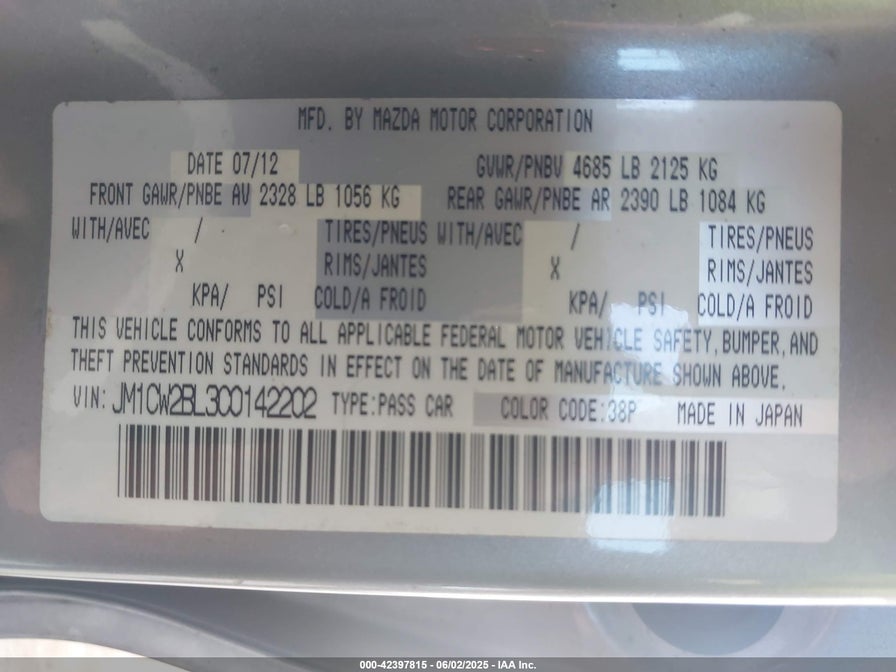 MFD. BY MAZDA MOTOR CORPORATION
DATE 07/12 GVWR/PNBV 4685 LB 2125 KG
FRONT GAWR/PNBE AV 2328 LB 1056 KG REAR GAWR/PNBE AR 2390 LB 1084 KG
WITH/AVEC / TIRES/PNEUS WITH/AVEC / TIRES/PNEUS
X RIMS/JANTES X RIMS/JANTES
KPA/ PSI COLD/A FROID KPA/ PSI COLD/A FROID
THIS VEHICLE CONFORMS TO ALL APPLICABLE FEDERAL MOTOR VEHICLE SAFETY, BUMPER, AND
THEFT PREVENTION STANDARDS IN EFFECT ON THE DATE OF MANUFACTURE SHOWN ABOVE.
VIN: JM1CW2BL3C0142202 TYPE:PASS CAR COLOR CODE:38P MADE IN JAPAN
000-42397815 - 06/02/2025 - IAA Inc.